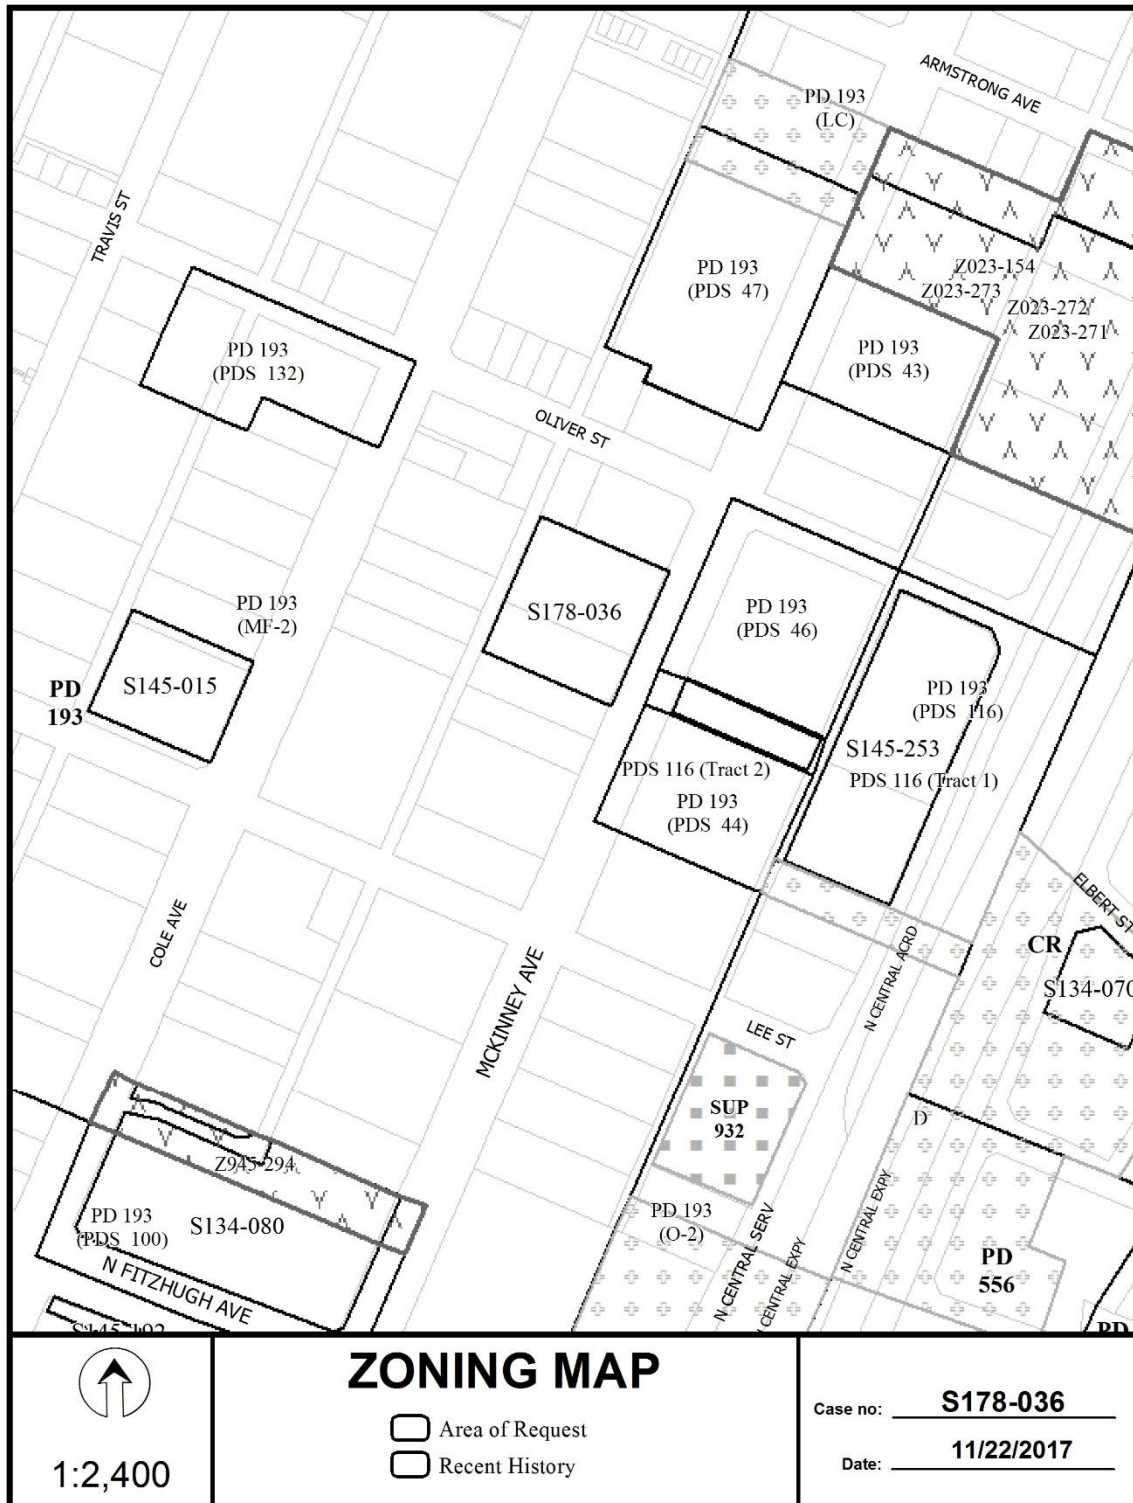 ARMSTRONG AVE
PD 193
(LC)
TRAVIS ST
PD 193
(PDS 47)
Z023-154
Z023-273
Z023-272
Z023-271
PD 193
(PDS 132)
PD 193
(PDS 43)
OLIVER ST
S178-036
PD 193
(PDS 46)
PD 193
(MF-2)
S145-015
PD
193
PD 193
(PDS 116)
S145-253
PDS 116 (Tract 2)
PDS 116 (Tract 1)
PD 193
(PDS 44)
ELBERT ST
CR
S134-070
COLE AVE
MCKINNEY AVE
N CENTRAL ACRD
LEE ST
SUP
932
D
Z945-294
PD 193
(PDS 100)
S134-080
N FITZHUGH AVE
PD 193
(O-2)
N CENTRAL SERV
N CENTRAL EXPY
N CENTRAL EXPY
PD
556
PD
S145-192
1:2,400
ZONING MAP
Area of Request
Recent History
Case no: S178-036
Date: 11/22/2017